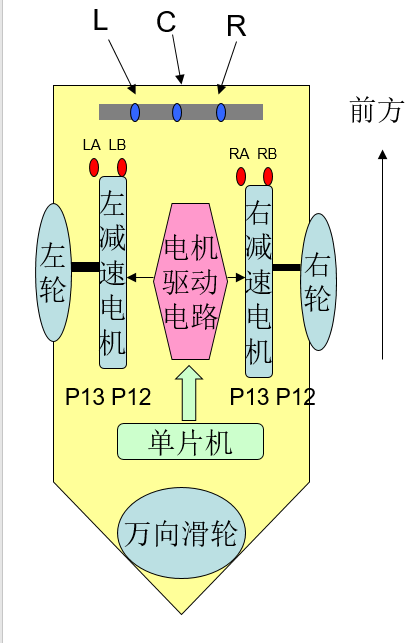 L C R
前方
LA LB
RA RB
左轮
左减速电机
电机
驱动
电路
右减速电机
右轮
P13 P12
P13 P12
单片机
万向滑轮